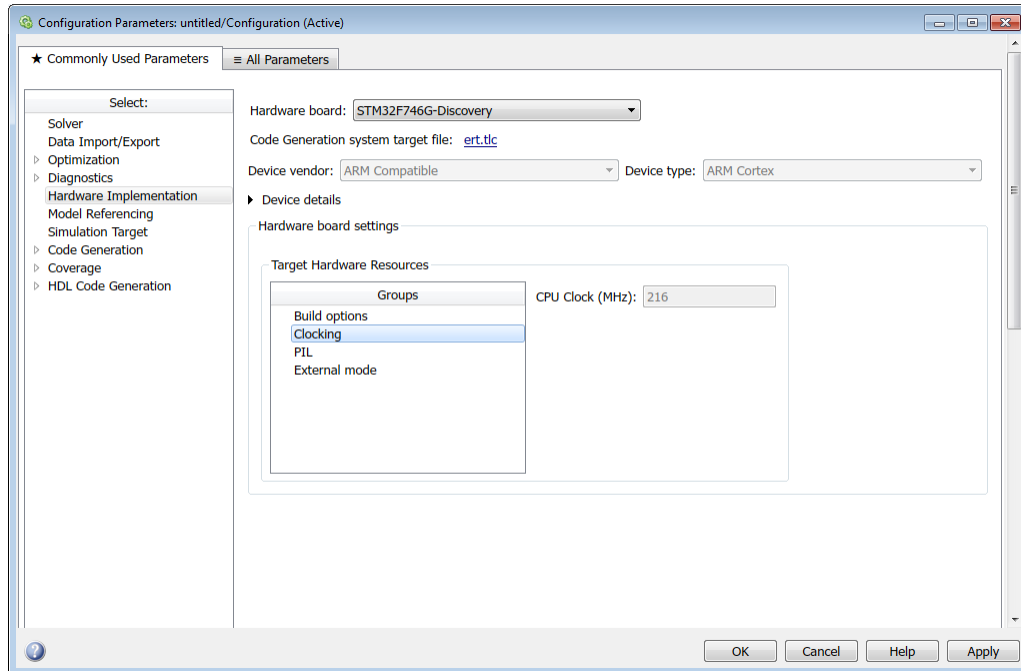 Configuration Parameters: untitled/Configuration (Active)
★ Commonly Used Parameters
≡ All Parameters
Select:
Solver
Data Import/Export
Optimization
Diagnostics
Hardware Implementation
Model Referencing
Simulation Target
Code Generation
Coverage
HDL Code Generation
Hardware board: STM32F746G-Discovery
Code Generation system target file: ert.tlc
Device vendor: ARM Compatible Device type: ARM Cortex
Device details
Hardware board settings
Target Hardware Resources
Groups
Build options
Clocking
PIL
External mode
CPU Clock (MHz): 216
? OK Cancel Help Apply